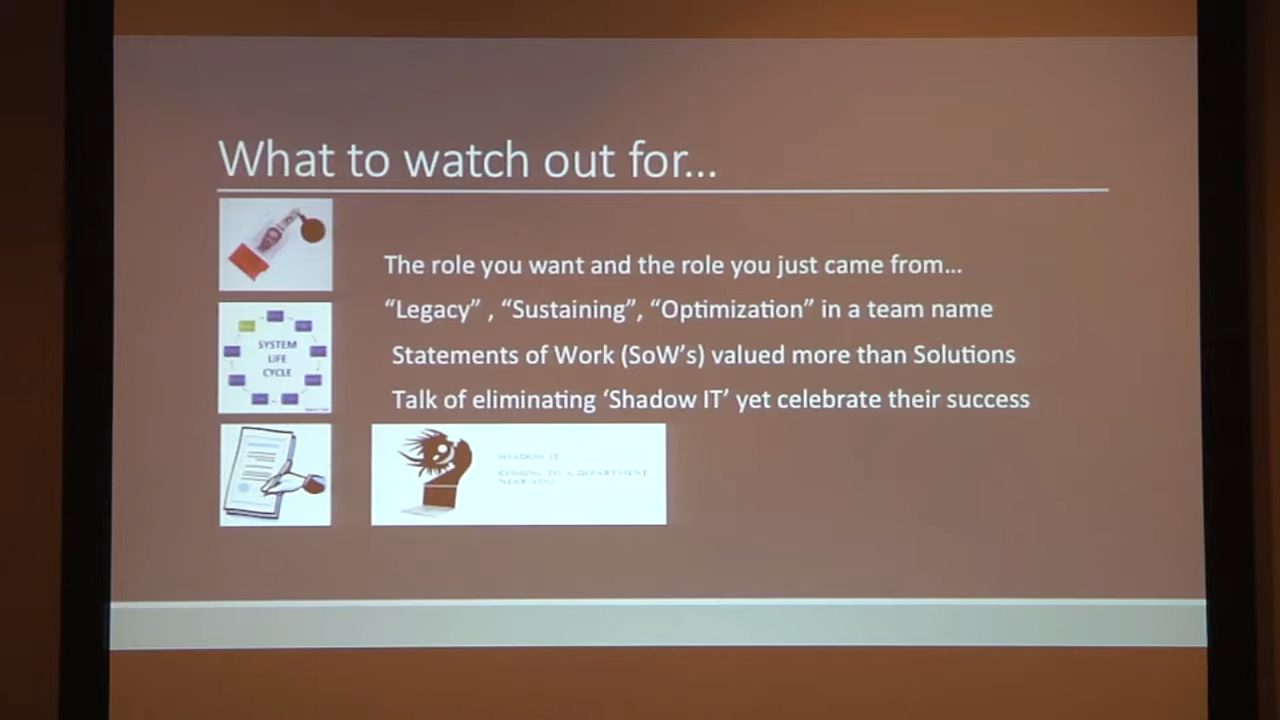 What to watch out for...
The role you want and the role you just came from...
“Legacy” , “Sustaining”, “Optimization” in a team name
SYSTEM
LIFE
CYCLE
Statements of Work (SoW’s) valued more than Solutions
Talk of eliminating ‘Shadow IT’ yet celebrate their success
SHADOW IT
COMING TO A DEPARTMENT
NEAR YOU